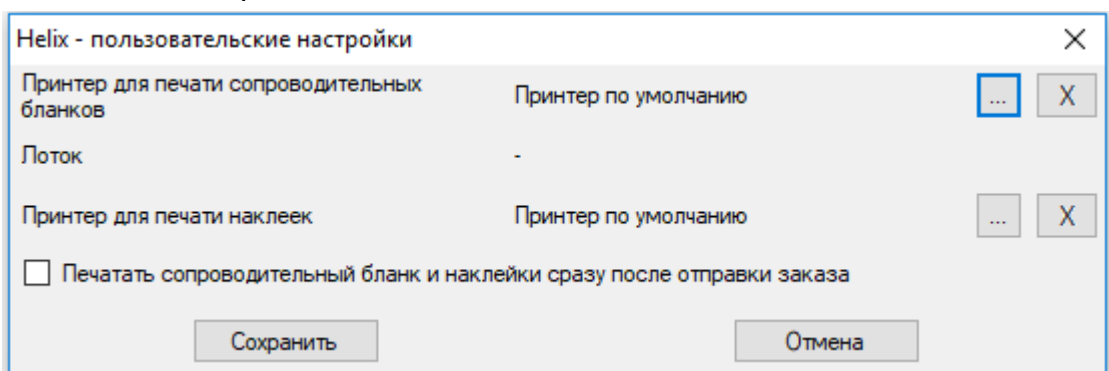 Helix - пользовательские настройки
Принтер для печати сопроводительных
бланков
Принтер по умолчанию
...
X
Лоток
-
Принтер для печати наклеек
Принтер по умолчанию
...
X
Печатать сопроводительный бланк и наклейки сразу после отправки заказа
Сохранить
Отмена